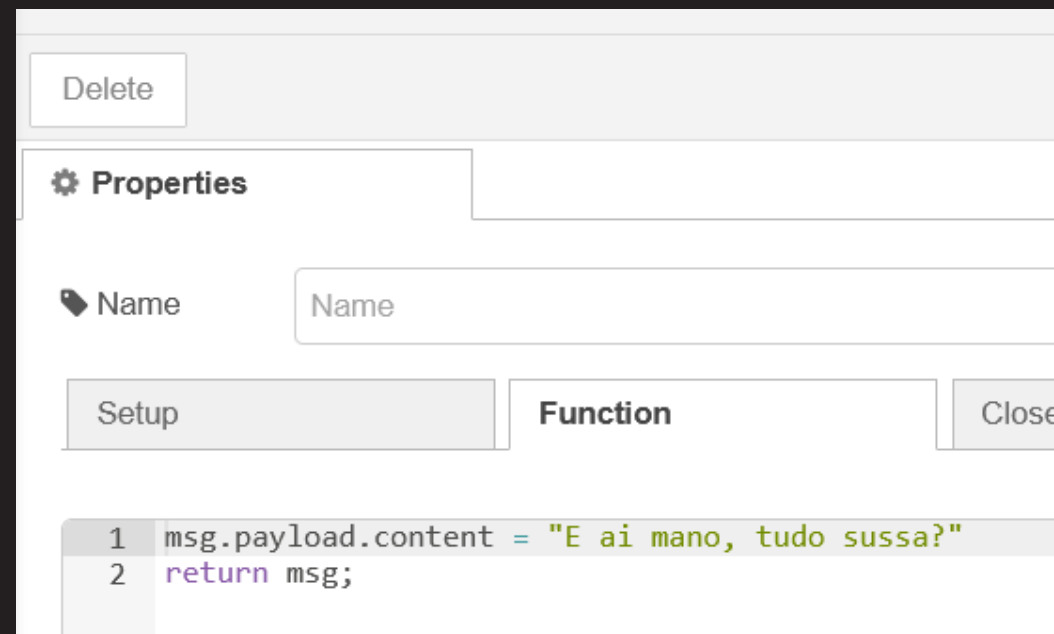 Delete
Properties
Name Name
Setup Function Close
1 msg.payload.content = "E ai mano, tudo sussa?"
2 return msg;